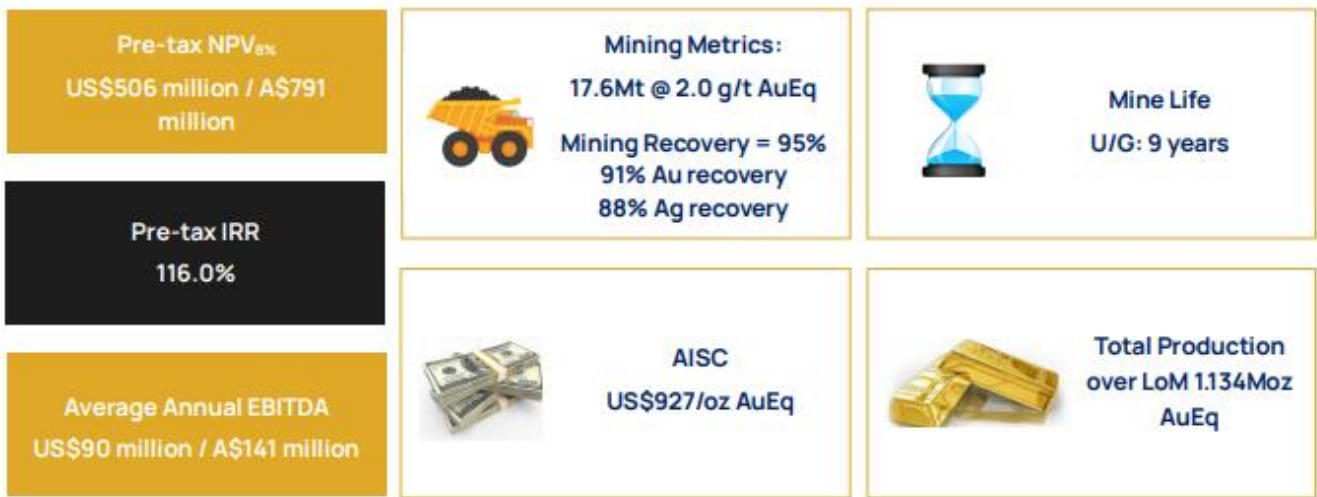 Pre-tax NPV₈%
US$506 million / A$791
million
Pre-tax IRR
116.0%
Average Annual EBITDA
US$90 million / A$141 million
Mining Metrics:
17.6Mt @ 2.0 g/t AuEq
Mining Recovery = 95%
91% Au recovery
88% Ag recovery
Mine Life
U/G: 9 years
AISC
US$927/oz AuEq
Total Production
over LoM 1.134Moz
AuEq